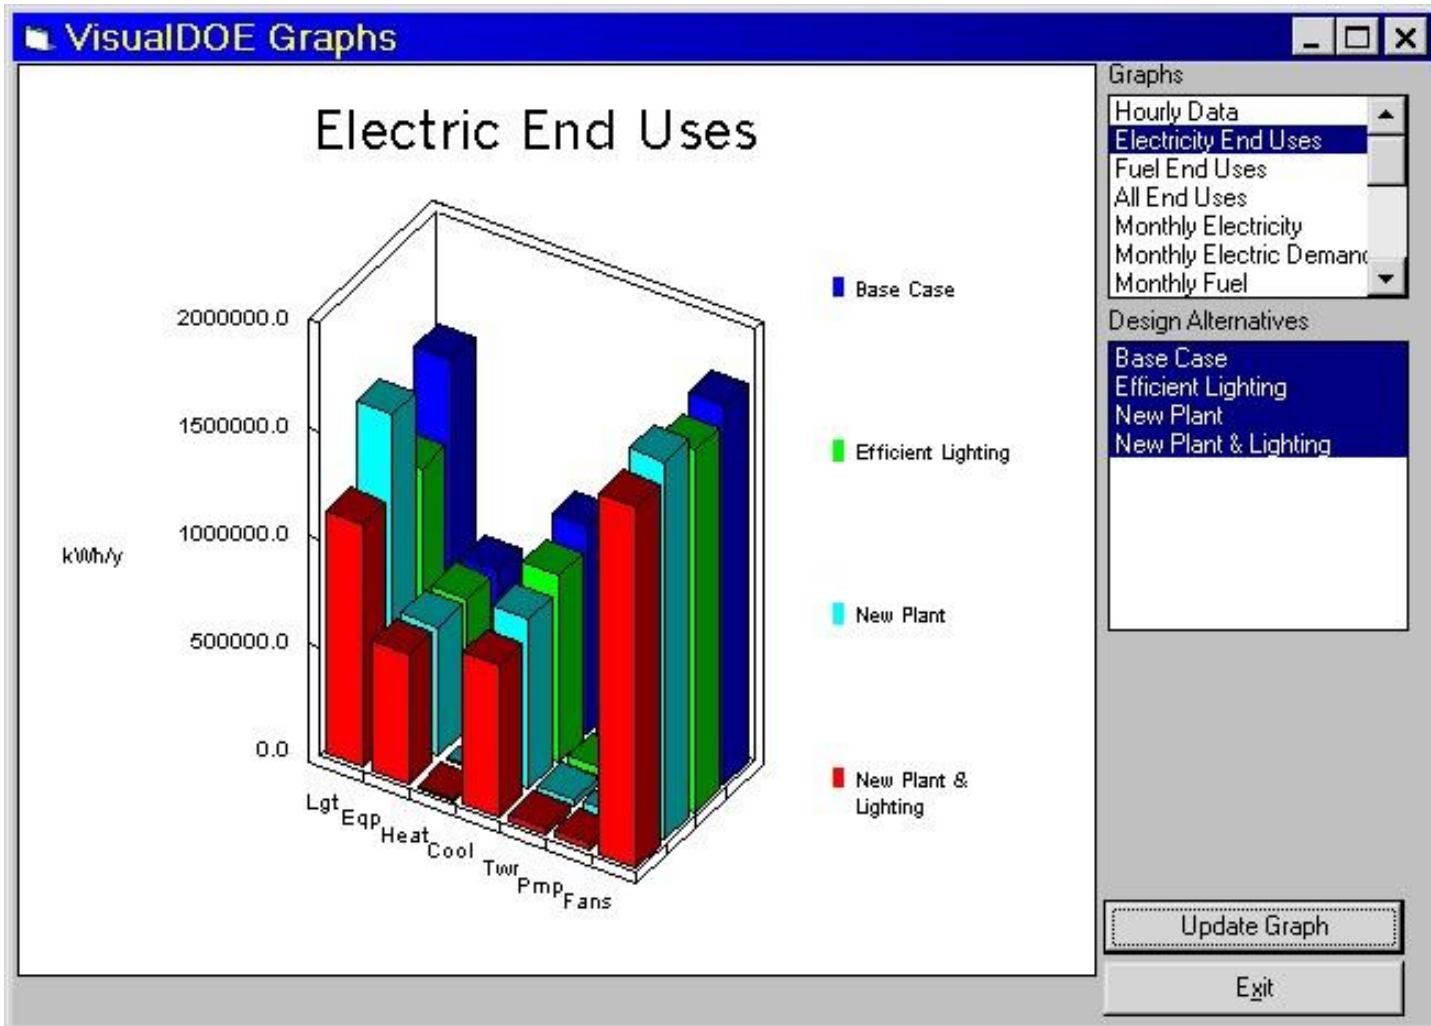 VisualDOE Graphs
Electric End Uses
2000000.0
1500000.0
1000000.0
500000.0
0.0
kWh/y
Lgt
Eqp
Heat
Cool
Twr
Pmp
Fans
Base Case
Efficient Lighting
New Plant
New Plant &
Lighting
Graphs
Hourly Data
Electricity End Uses
Fuel End Uses
All End Uses
Monthly Electricity
Monthly Electric Deman
Monthly Fuel
Design Alternatives
Base Case
Efficient Lighting
New Plant
New Plant & Lighting
Update Graph
Exit